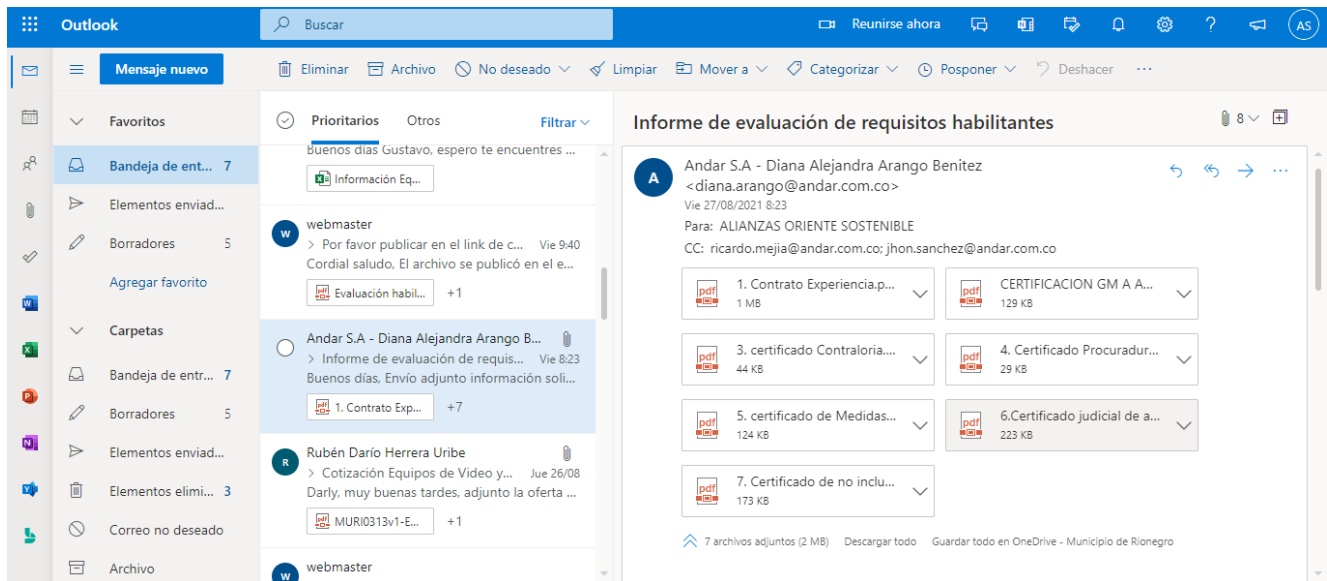 Outlook
Buscar
Reunirse ahora
AS
Mensaje nuevo
Eliminar
Archivo
No deseado
Limpiar
Mover a
Categorizar
Posponer
Deshacer
Favoritos
Bandeja de ent... 7
Elementos enviad...
Borradores 5
Agregar favorito
Carpetas
Bandeja de entr... 7
Borradores 5
Elementos enviad...
Elementos elimi... 3
Correo no deseado
Archivo
Prioritarios Otros Filtrar
Buenos días Gustavo, espero te encuentres ...
Información Eq...
W
webmaster
> Por favor publicar en el link de c... Vie 9:40
Cordial saludo, El archivo se publicó en el e...
Evaluación habil... +1
Andar S.A - Diana Alejandra Arango B...
> Informe de evaluación de requis... Vie 8:23
Buenos días, Envío adjunto información soli...
1. Contrato Exp... +7
R
Rubén Darío Herrera Uribe
> Cotización Equipos de Video y... Jue 26/08
Darly, muy buenas tardes, adjunto la oferta ...
MURI0313v1-E... +1
W
webmaster
Informe de evaluación de requisitos habilitantes
8
A
Andar S.A - Diana Alejandra Arango Benitez
<diana.arango@andar.com.co>
Vie 27/08/2021 8:23
Para: ALIANZAS ORIENTE SOSTENIBLE
CC: ricardo.mejia@andar.com.co; jhon.sanchez@andar.com.co
pdf
1. Contrato Experiencia.p...
1 MB
pdf
CERTIFICACION GM A A...
129 KB
pdf
3. certificado Contraloria....
44 KB
pdf
4. Certificado Procuradur...
29 KB
pdf
5. certificado de Medidas...
124 KB
pdf
6.Certificado judicial de a...
223 KB
pdf
7. Certificado de no inclu...
173 KB
7 archivos adjuntos (2 MB) Descargar todo Guardar todo en OneDrive - Municipio de Rionegro